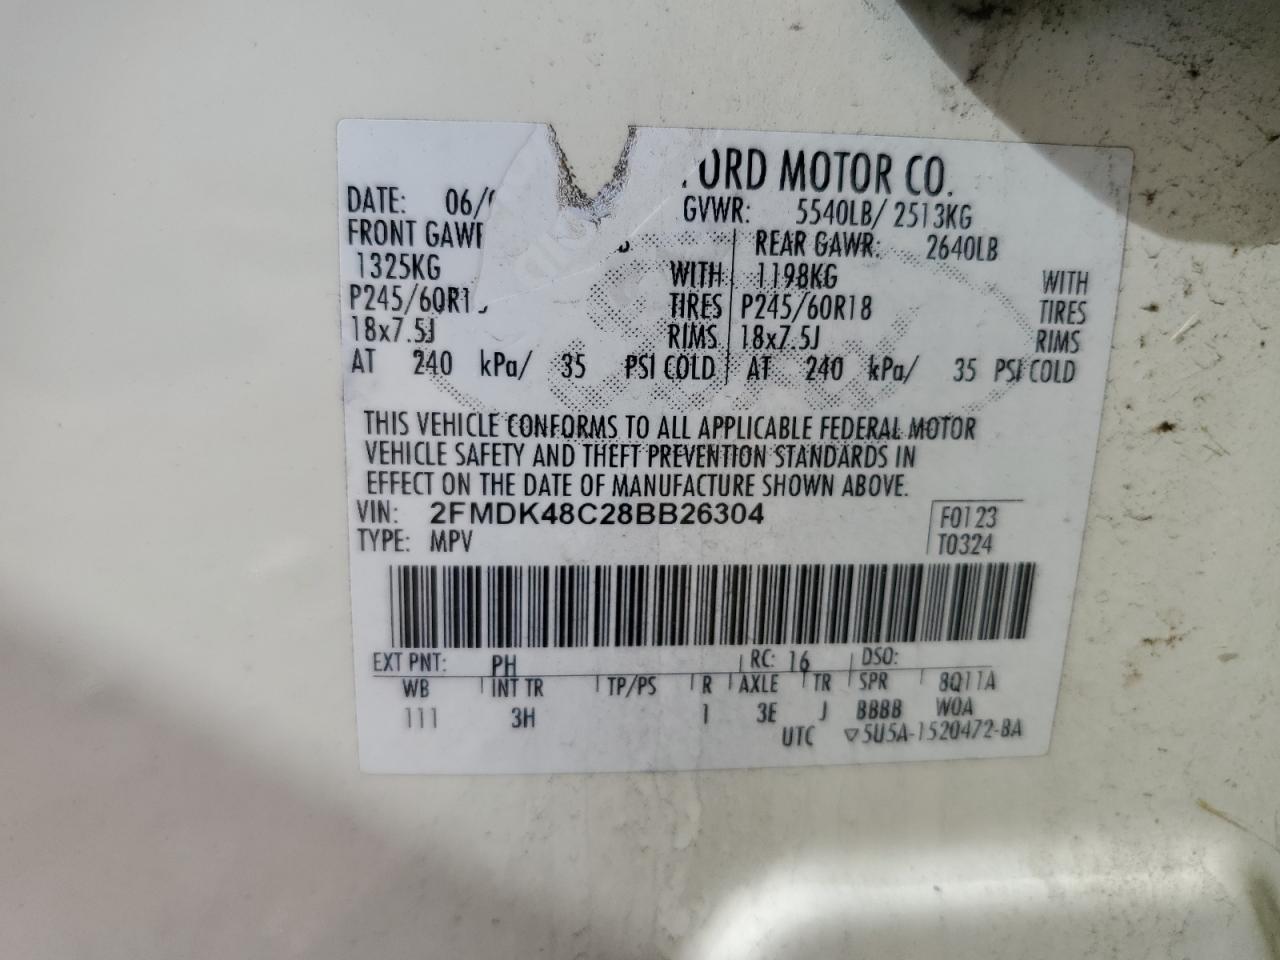 ORD MOTOR CO.
DATE: 06/ GVWR: 5540LB/ 2513KG
FRONT GAW B REAR GAWR: 2640LB
1325KG WITH 1198KG WITH
P245/60R1 TIRES P245/60R18 TIRES
18x7.5J RIMS 18x7.5J RIMS
AT 240 kPa/ 35 PSI COLD AT 240 kPa/ 35 PSI COLD
THIS VEHICLE CONFORMS TO ALL APPLICABLE FEDERAL MOTOR
VEHICLE SAFETY AND THEFT PREVENTION STANDARDS IN
EFFECT ON THE DATE OF MANUFACTURE SHOWN ABOVE.
VIN: 2FMDK48C28BB26304 F0123
TYPE: MPV T0324
EXT PNT: PH RC: 16 DSO:
WB INT TR TP/PS R AXLE TR SPR 8Q11A
111 3H 1 3E J BBBB W0A
UTC ▽5U5A-1520472-BA